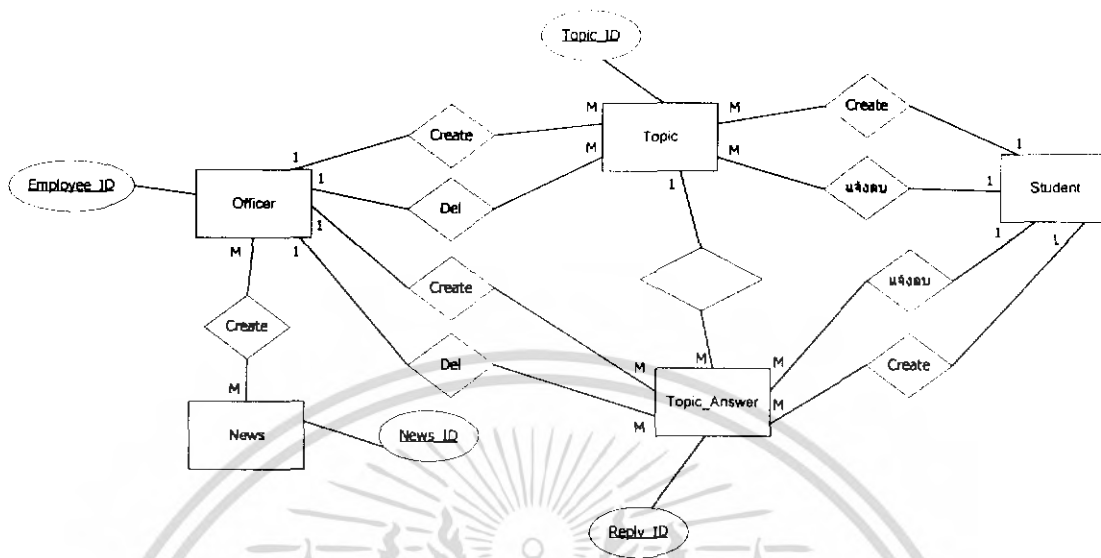 Topic_ID
M
M
Create
Create
Topic
M
M
1
1
Employee_ID
1
Officer
Del
1
แจ้งลบ
1
Student
1
1
M
1
1
Create
แจ้งลบ
Create
Del
M
M
M
M
M
M
Create
Topic_Answer
News
News_ID
Reply_ID